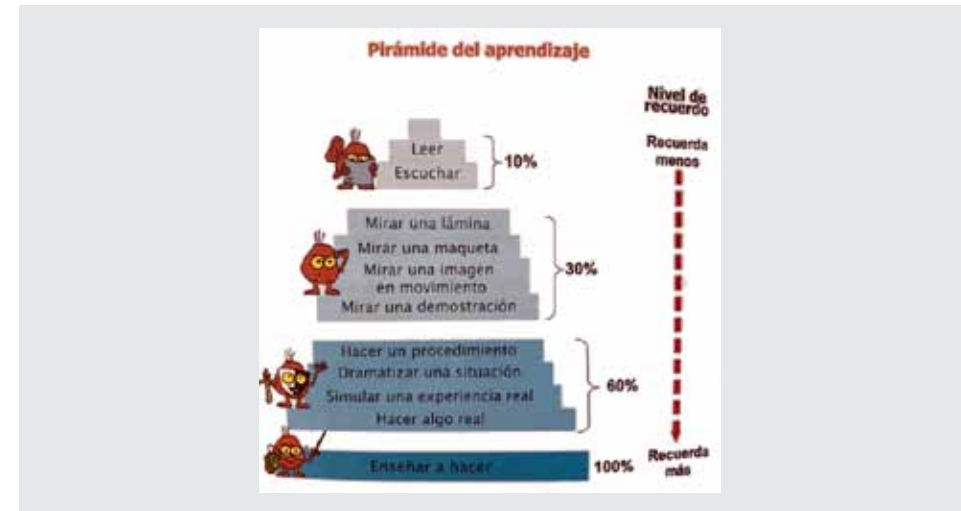 Pirámide del aprendizaje
Nivel de
recuerdo
Recuerda
menos
Leer
Escuchar
10%
Mirar una lámina
Mirar una maqueta
Mirar una imagen
en movimiento
Mirar una demostración
30%
Hacer un procedimiento
Dramatizar una situación
Simular una experiencia real
Hacer algo real
60%
Enseñar a hacer
100%
Recuerda
más